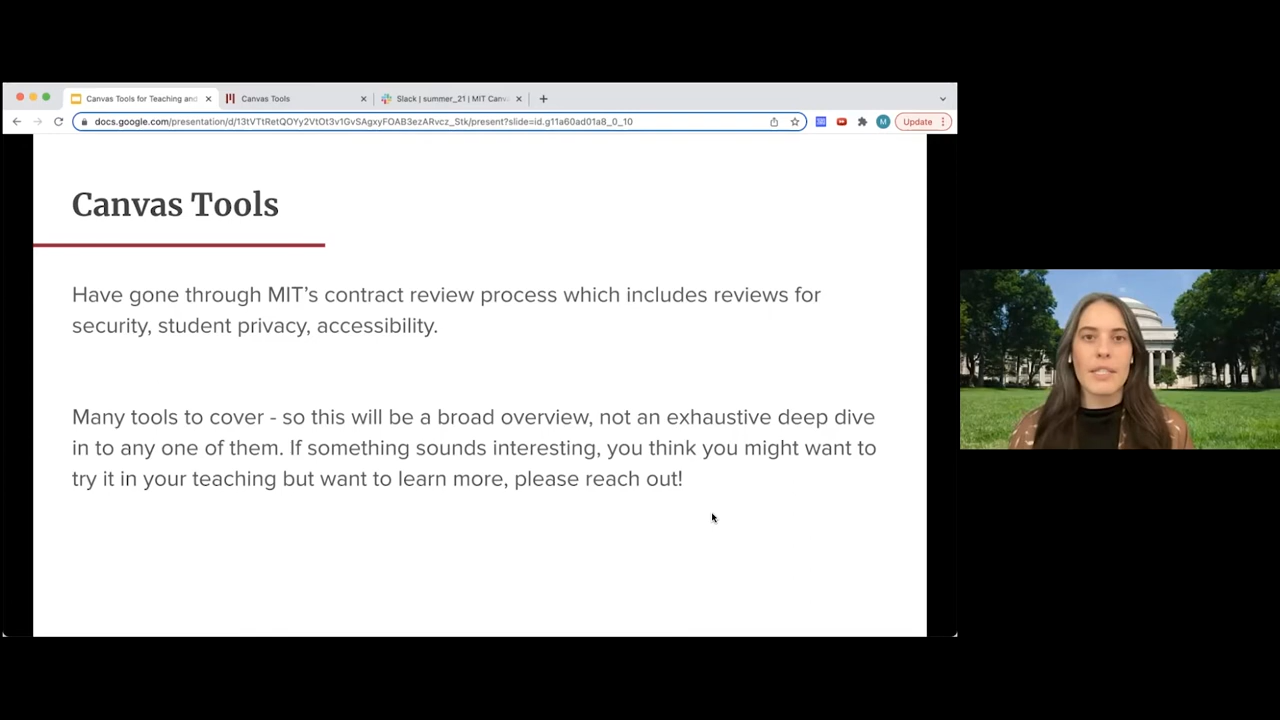 Canvas Tools for Teaching and
Canvas Tools
Slack | summer_21 | MIT Canv
docs.google.com/presentation/d/13tVTtRetQOYy2VtOt3v1GvSAgxyFOAB3ezARvcz_Stk/present?slide=id.g11a60ad01a8_0_10
M
Update
Canvas Tools
Have gone through MIT’s contract review process which includes reviews for
security, student privacy, accessibility.
Many tools to cover - so this will be a broad overview, not an exhaustive deep dive
in to any one of them. If something sounds interesting, you think you might want to
try it in your teaching but want to learn more, please reach out!